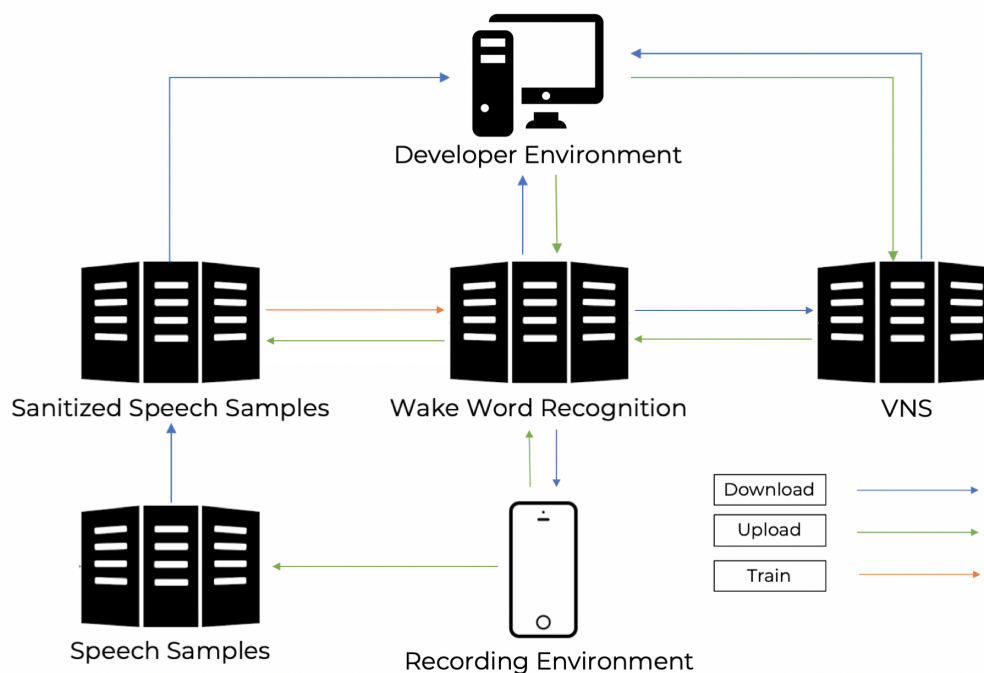 Developer Environment
Sanitized Speech Samples
Wake Word Recognition
VNS
Download
Upload
Train
Speech Samples
Recording Environment